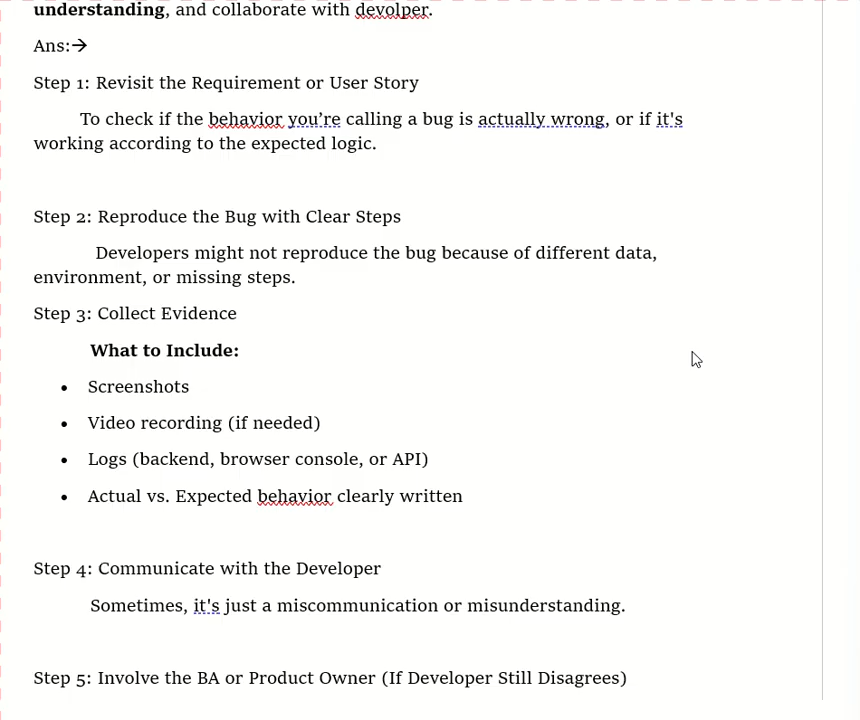 understanding, and collaborate with devolper.
Ans:→
Step 1: Revisit the Requirement or User Story
To check if the behavior you’re calling a bug is actually wrong, or if it's
working according to the expected logic.
Step 2: Reproduce the Bug with Clear Steps
Developers might not reproduce the bug because of different data,
environment, or missing steps.
Step 3: Collect Evidence
What to Include:
• Screenshots
• Video recording (if needed)
• Logs (backend, browser console, or API)
• Actual vs. Expected behavior clearly written
Step 4: Communicate with the Developer
Sometimes, it's just a miscommunication or misunderstanding.
Step 5: Involve the BA or Product Owner (If Developer Still Disagrees)